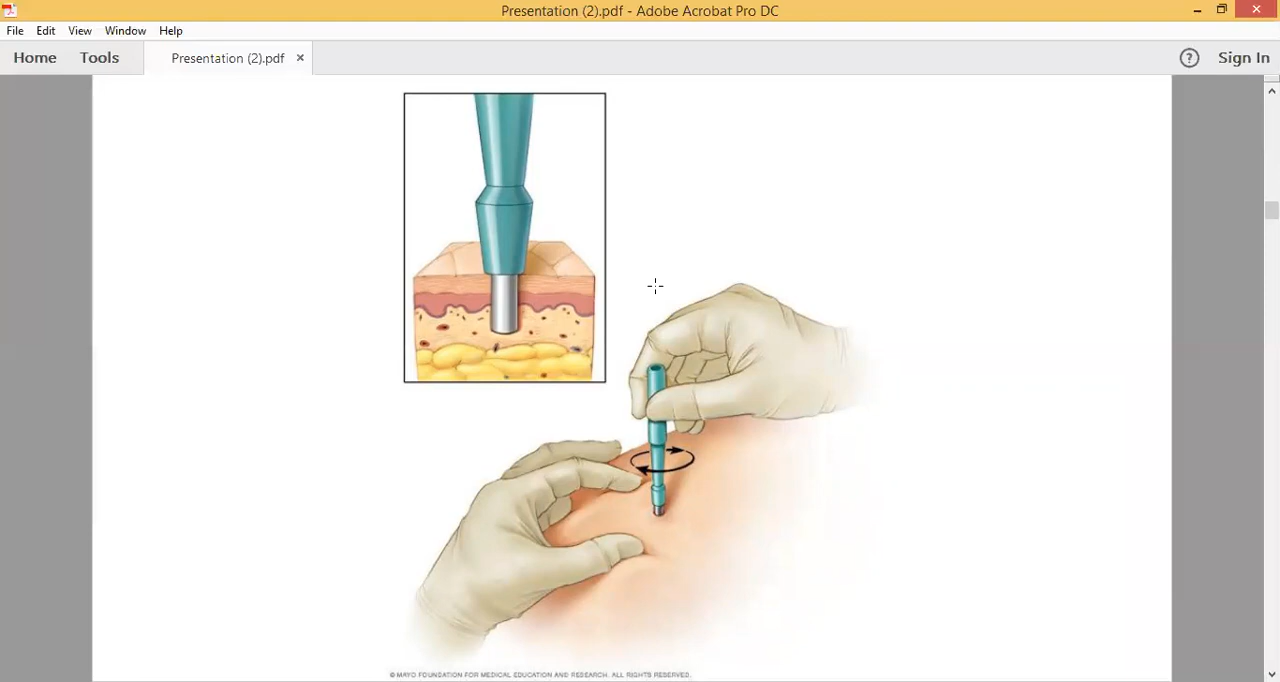 Presentation (2).pdf - Adobe Acrobat Pro DC
File Edit View Window Help
Home Tools Presentation (2).pdf × ? Sign In
© MAYO FOUNDATION FOR MEDICAL EDUCATION AND RESEARCH. ALL RIGHTS RESERVED.